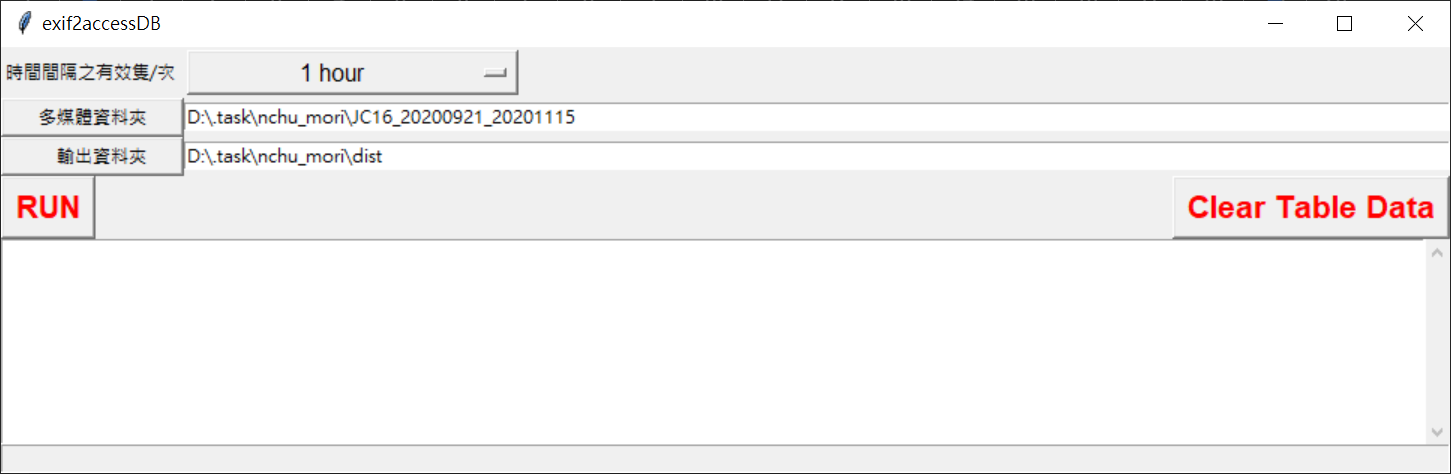 exif2accessDB
時間間隔之有效隻/次 1 hour
多媒體資料夾 D:\.task\nchu_mori\JC16_20200921_20201115
輸出資料夾 D:\.task\nchu_mori\dist
RUN Clear Table Data